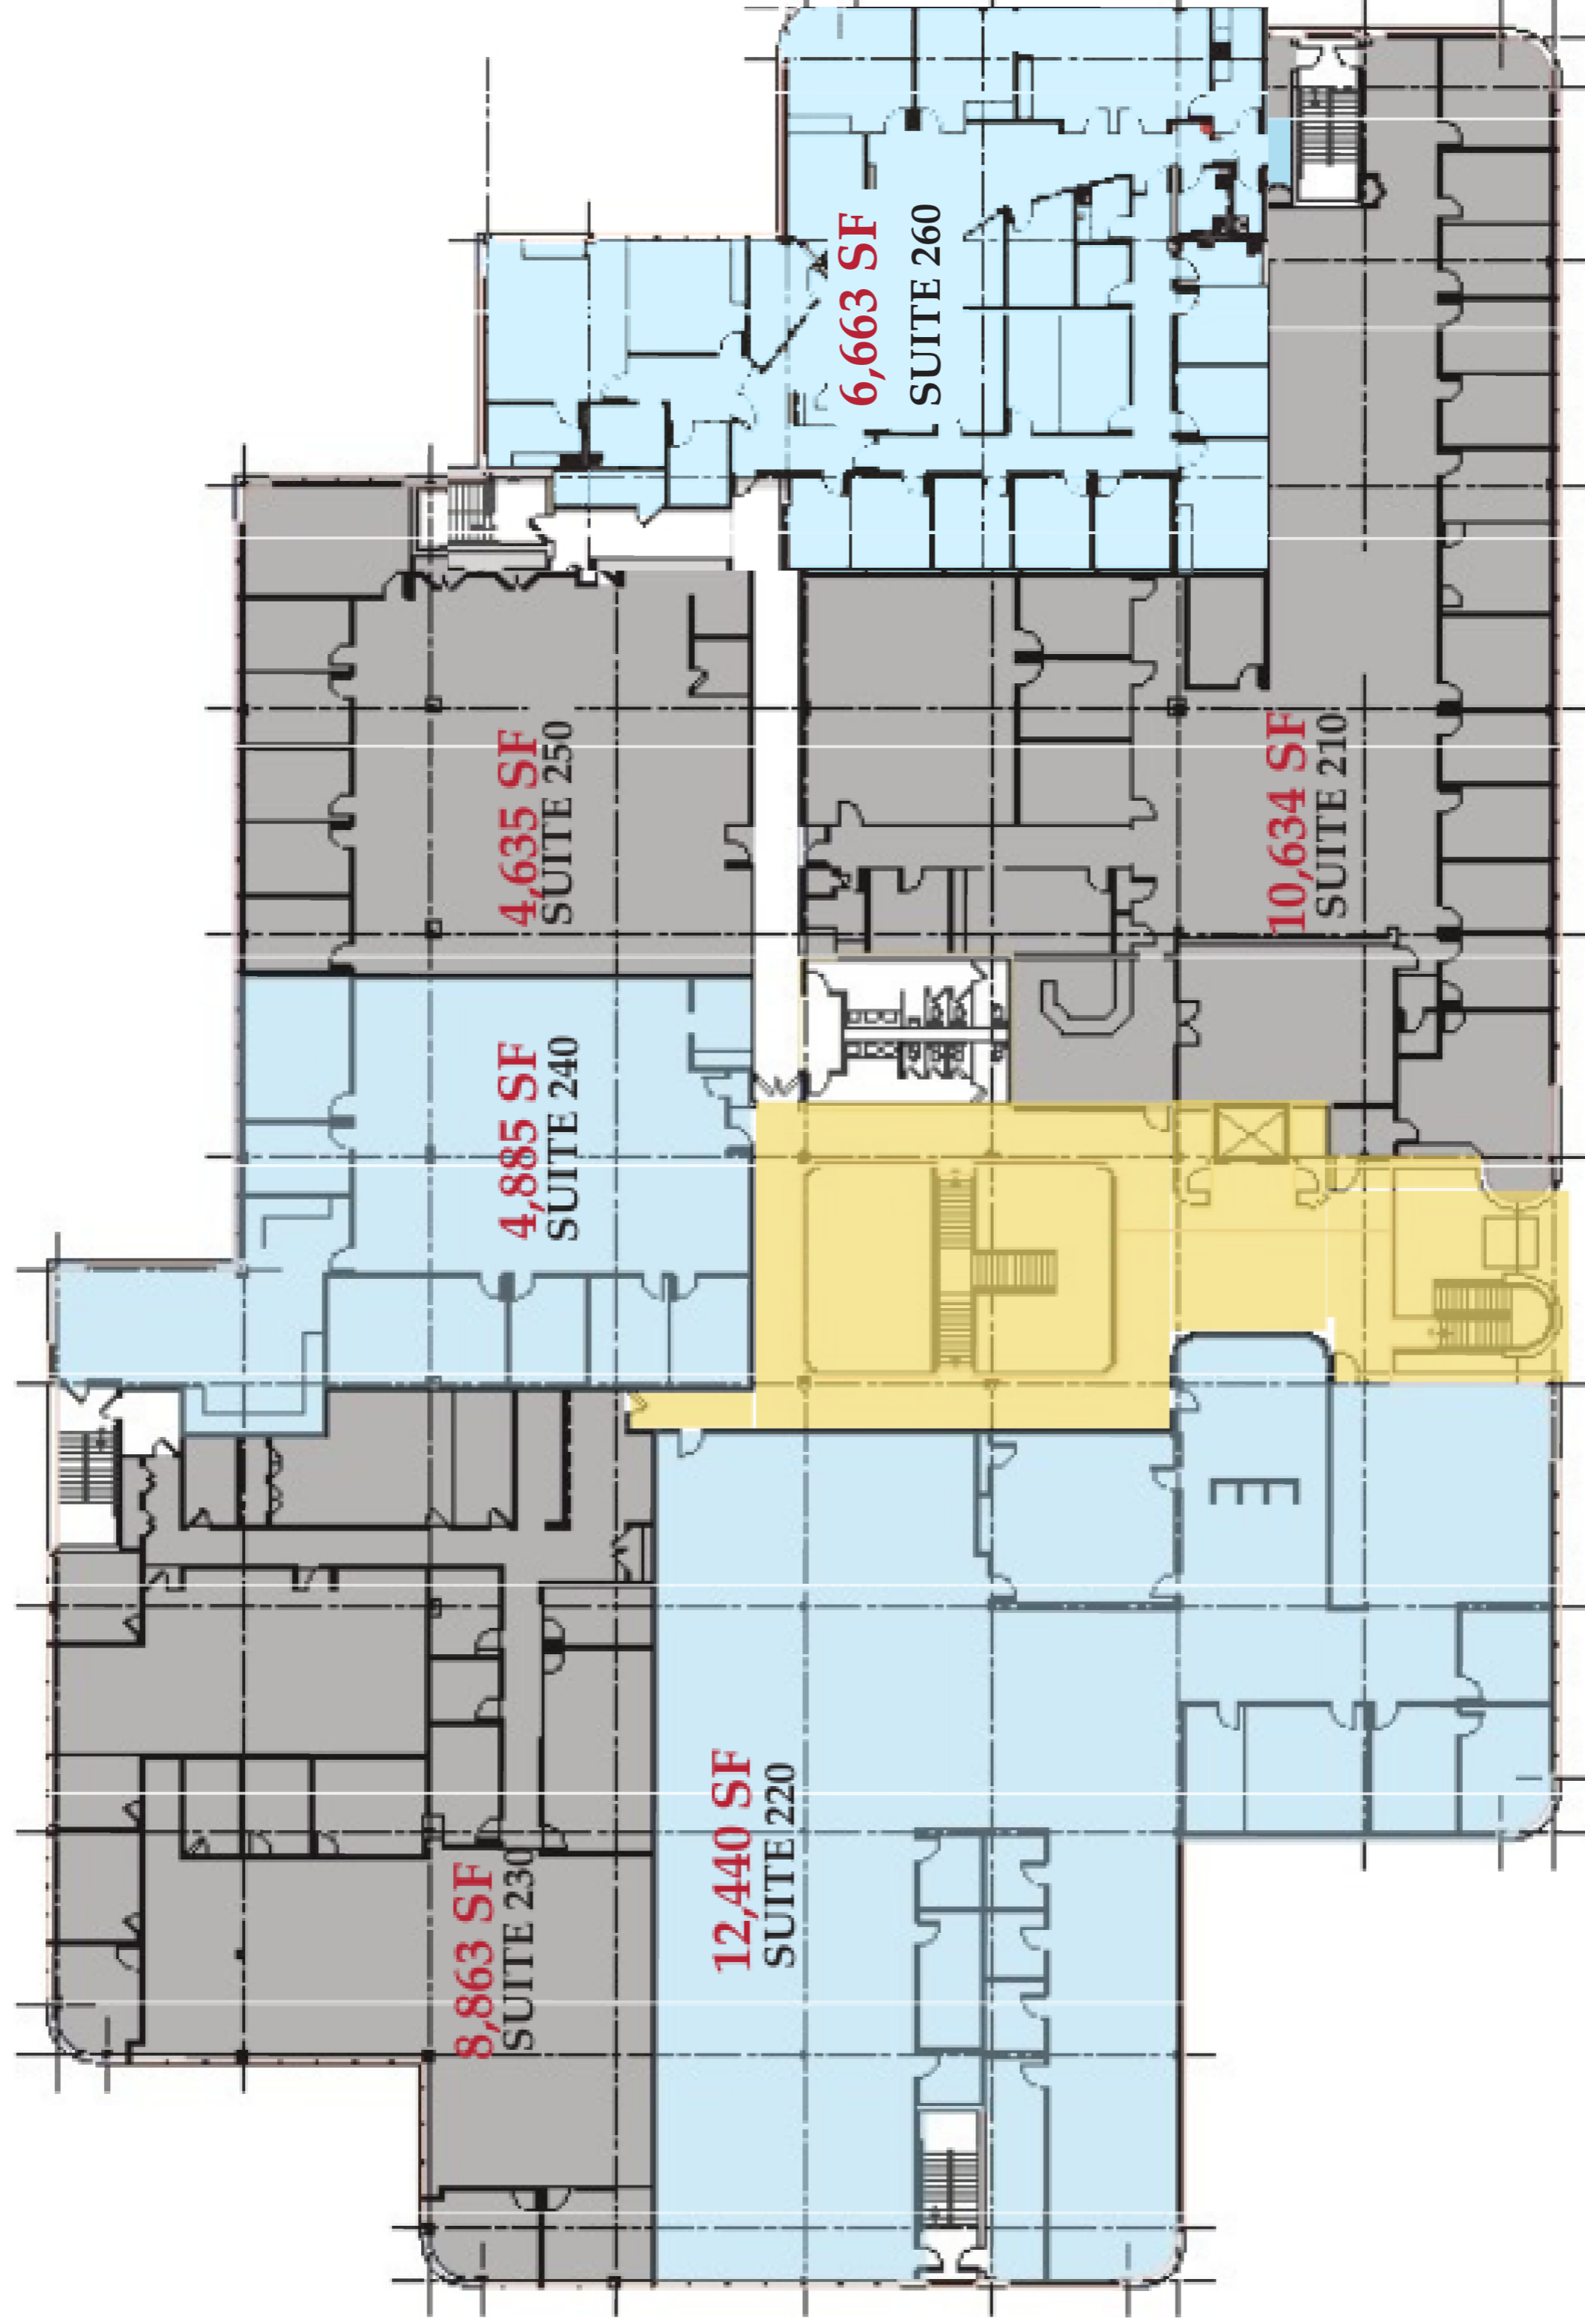 6,663 SF
SUITE 260
4,635 SF
SUITE 250
10,634 SF
SUITE 210
4,885 SF
SUITE 240
12,440 SF
SUITE 220
8,863 SF
SUITE 230